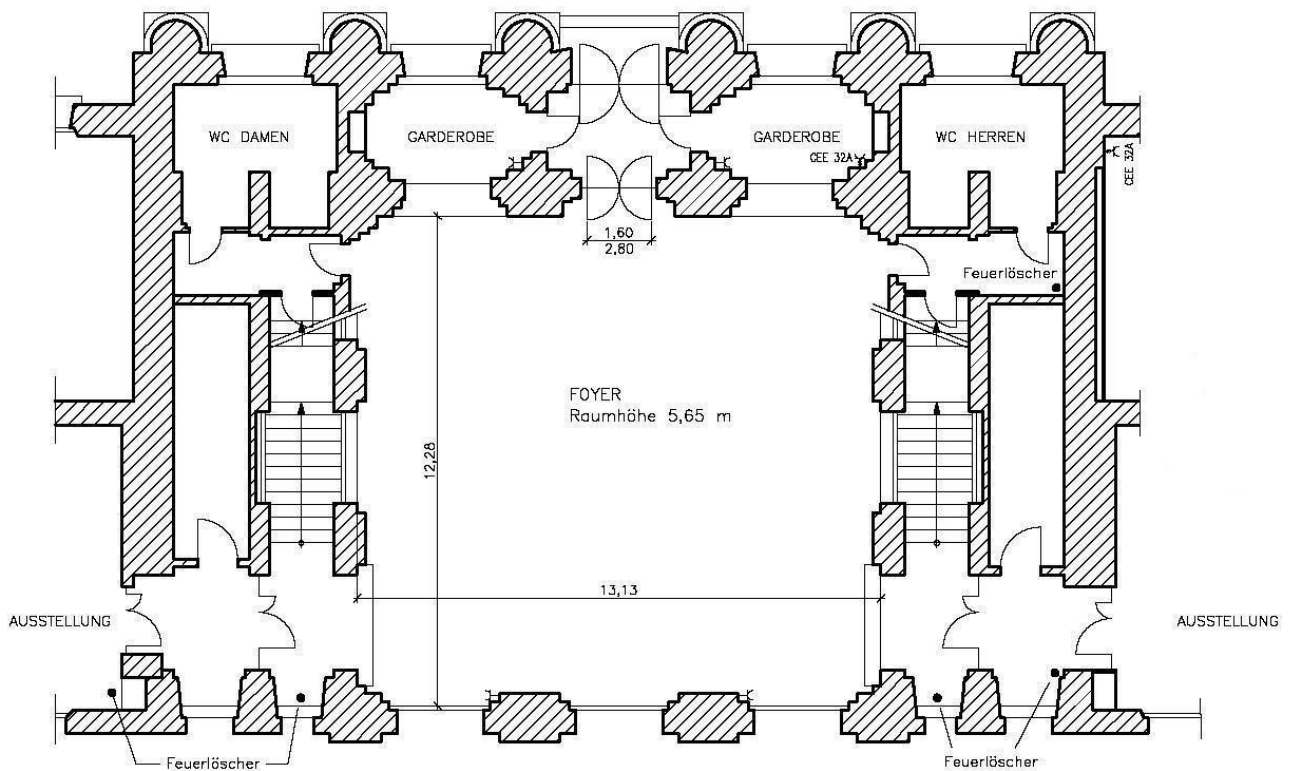 WC DAMEN
GARDEROBE
GARDEROBE
WC HERREN
CEE 32A
CEE 32A
1,60
2,80
Feuerlöscher
FOYER
Raumhöhe 5,65 m
12,28
13,13
AUSSTELLUNG
AUSSTELLUNG
Feuerlöscher
Feuerlöscher